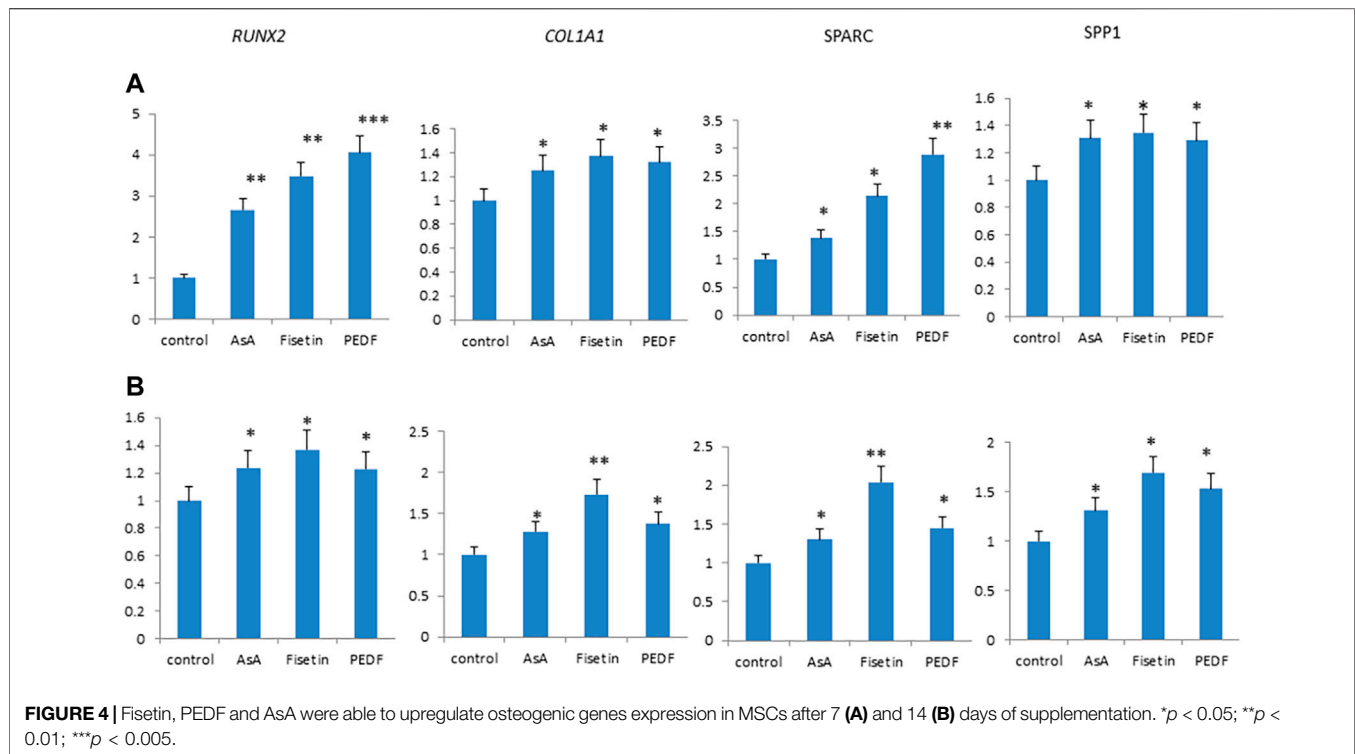 RUNX2 COL1A1 SPARC SPP1
A
5
4
3
2
1
0
*** ** **
control AsA Fisetin PEDF
1.6
1.4
1.2
1
0.8
0.6
0.4
0.2
0
* * *
control AsA Fisetin PEDF
3.5
3
2.5
2
1.5
1
0.5
0
** * *
control AsA Fisetin PEDF
1.6
1.4
1.2
1
0.8
0.6
0.4
0.2
0
* * *
control AsA Fisetin PEDF
B
1.6
1.4
1.2
1
0.8
0.6
0.4
0.2
0
* * *
control AsA Fisetin PEDF
2.5
2
1.5
1
0.5
0
* ** *
control AsA Fisetin PEDF
2.5
2
1.5
1
0.5
0
* ** *
control AsA Fisetin PEDF
2
1.5
1
0.5
0
* * *
control AsA Fisetin PEDF
FIGURE 4 | Fisetin, PEDF and AsA were able to upregulate osteogenic genes expression in MSCs after 7 (A) and 14 (B) days of supplementation. *p < 0.05; **p <
0.01; ***p < 0.005.